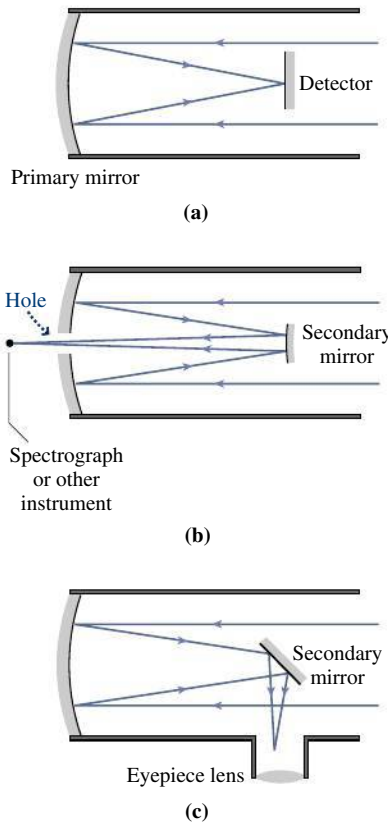 Detector
Primary mirror
(a)
Hole
Secondary
mirror
Spectrograph
or other
instrument
(b)
Secondary
mirror
Eyepiece lens
(c)